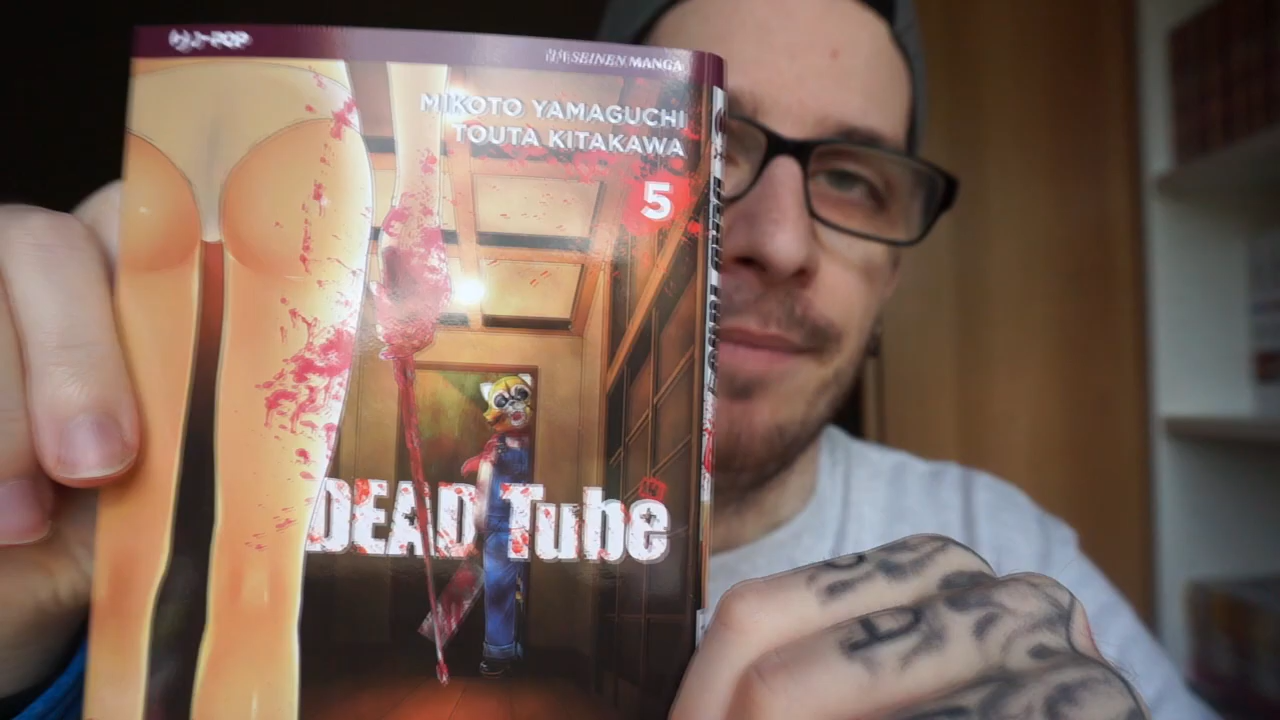 J-POP
SEINEN MANGA
MIKOTO YAMAGUCHI
TOUTA KITAKAWA
5
DEAD Tube